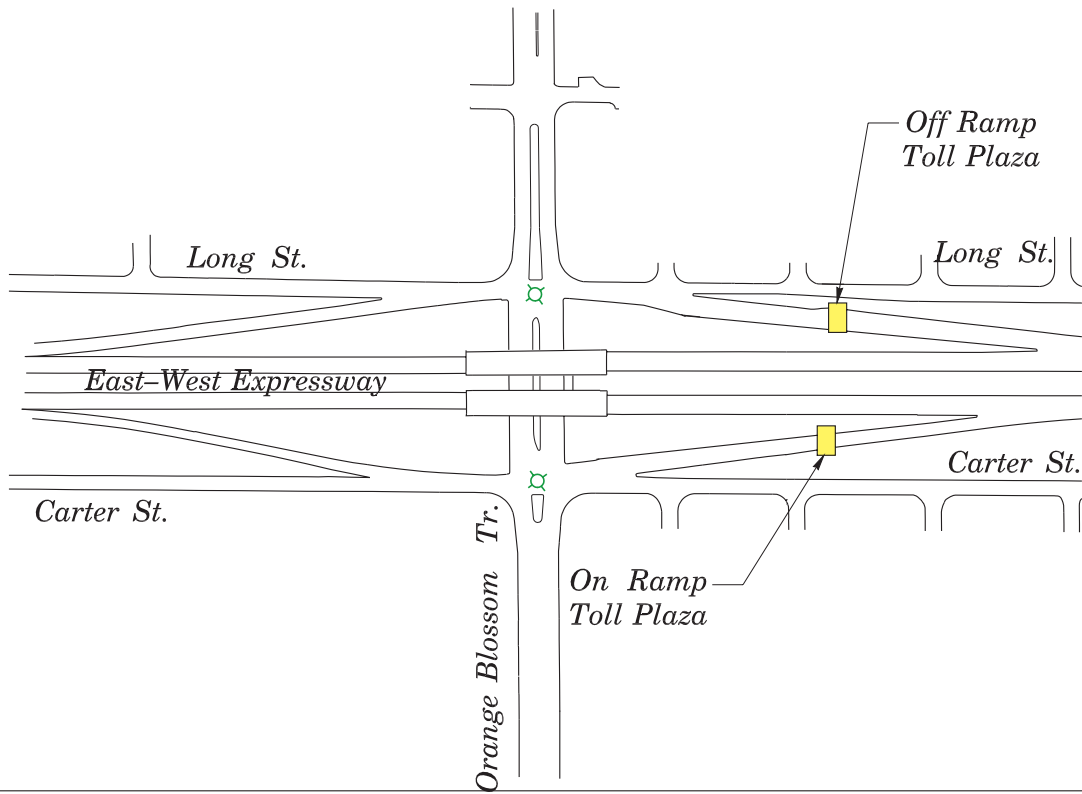 Off Ramp
Toll Plaza
Long St.
Long St.
East–West Expressway
Carter St.
Carter St.
Orange Blossom Tr.
On Ramp
Toll Plaza